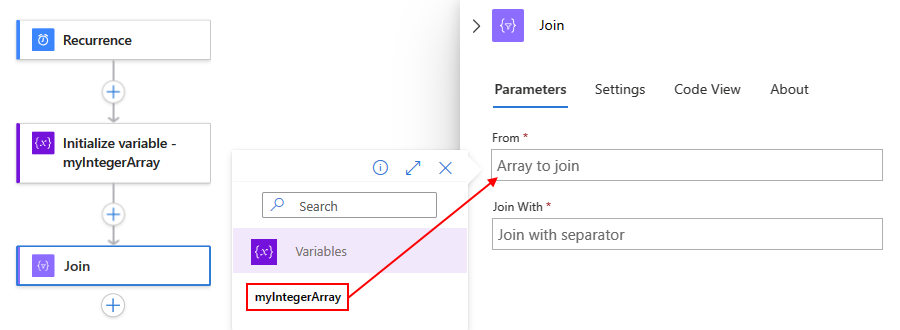 Recurrence
Initialize variable -
myIntegerArray
Join
Search
Variables
myIntegerArray
Join
Parameters
Settings
Code View
About
From *
Array to join
Join With *
Join with separator